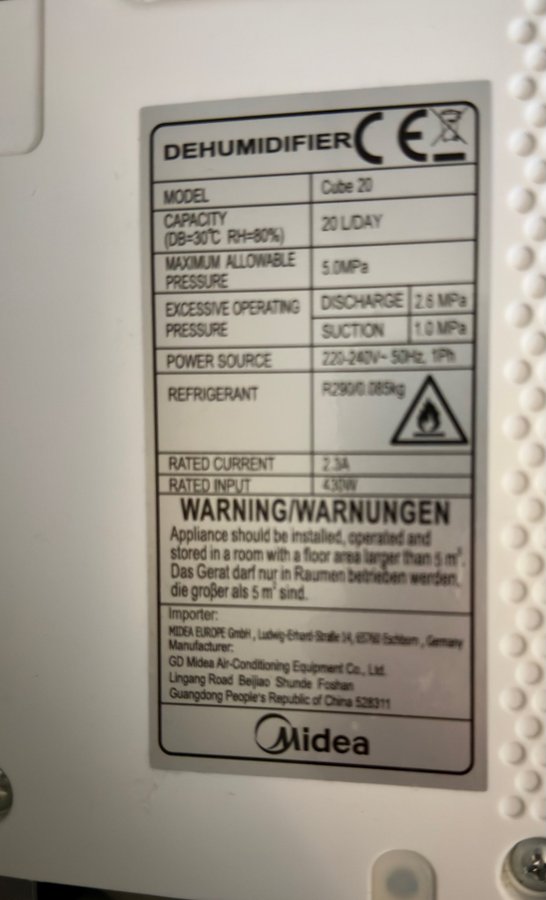 DEHUMIDIFIER CE
MODEL Cube 20
CAPACITY
(DB=30℃ RH=80%) 20 L/DAY
MAXIMUM ALLOWABLE
PRESSURE 5.0MPa
EXCESSIVE OPERATING
PRESSURE DISCHARGE 2.6 MPa
SUCTION 1.0 MPa
POWER SOURCE 220-240V~ 50Hz, 1Ph
REFRIGERANT R290/0.085kg
RATED CURRENT 2.3A
RATED INPUT 430W
WARNING/WARNUNGEN
Appliance should be installed, operated and
stored in a room with a floor area larger than 5 m².
Das Gerat darf nur in Raumen betrieben werden,
die großer als 5 m² sind.
Importer:
MIDEA EUROPE GmbH, Ludwig-Erhard-Straße 14, 65760 Eschborn, Germany
Manufacturer:
GD Midea Air-Conditioning Equipment Co., Ltd.
Lingang Road Beijiao Shunde Foshan
Guangdong People's Republic of China 528311
Midea